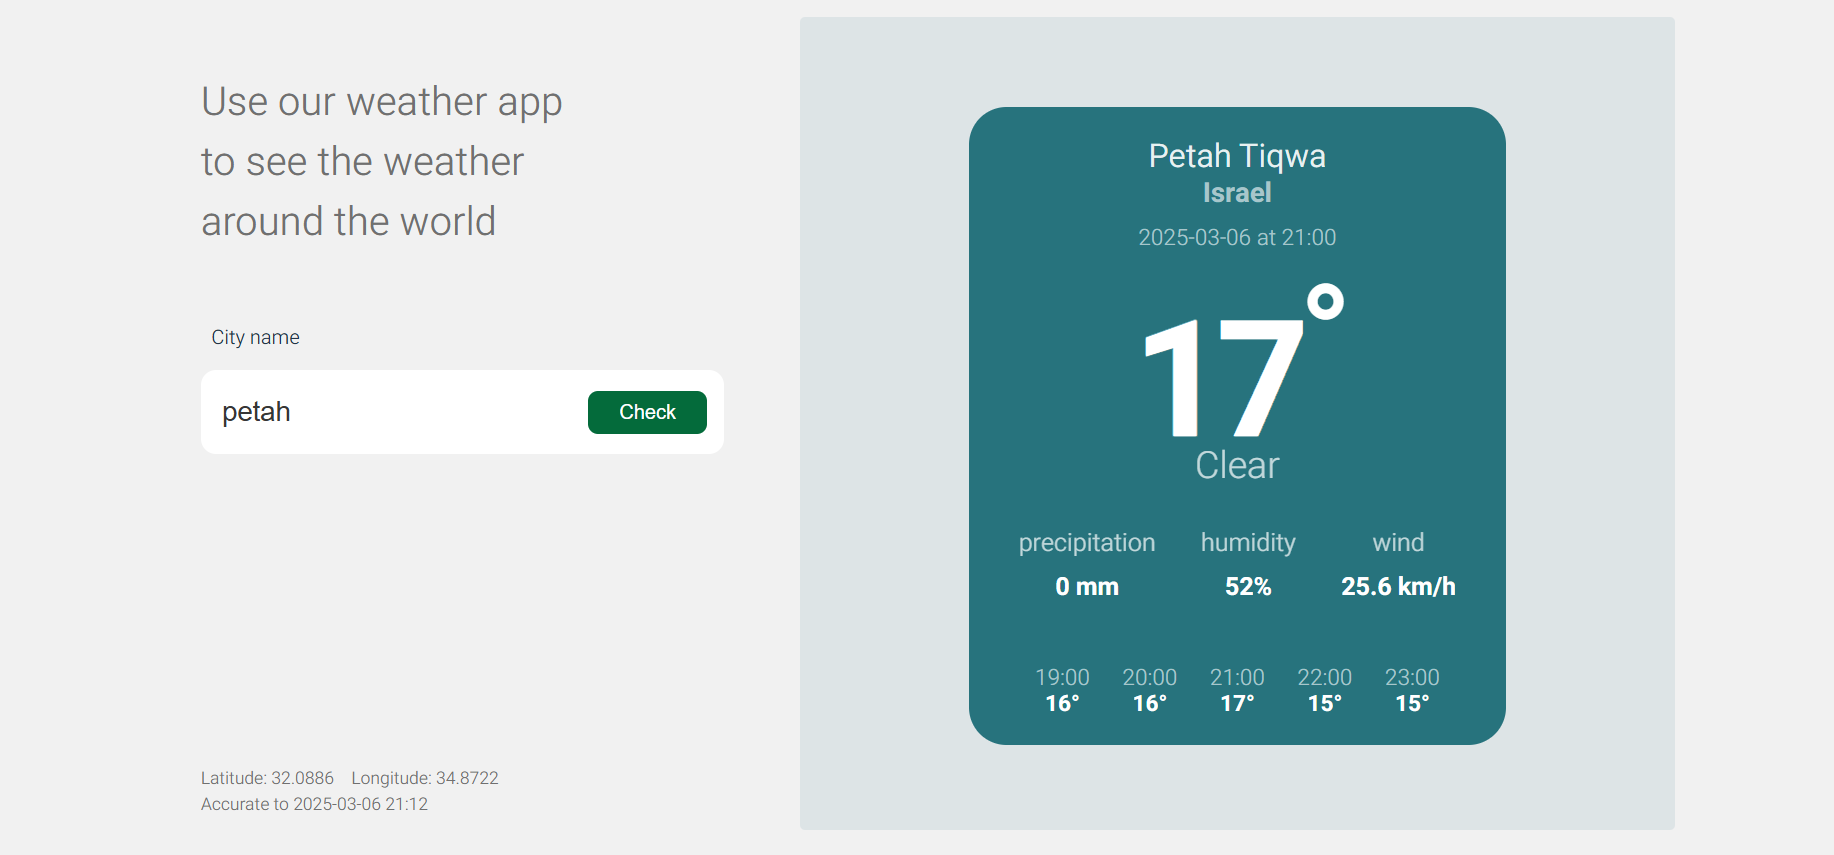 Use our weather app
to see the weather
around the world
City name
petah
Check
Latitude: 32.0886 Longitude: 34.8722
Accurate to 2025-03-06 21:12
Petah Tiqwa
Israel
2025-03-06 at 21:00
17°
Clear
precipitation humidity wind
0 mm 52% 25.6 km/h
19:00 20:00 21:00 22:00 23:00
16° 16° 17° 15° 15°